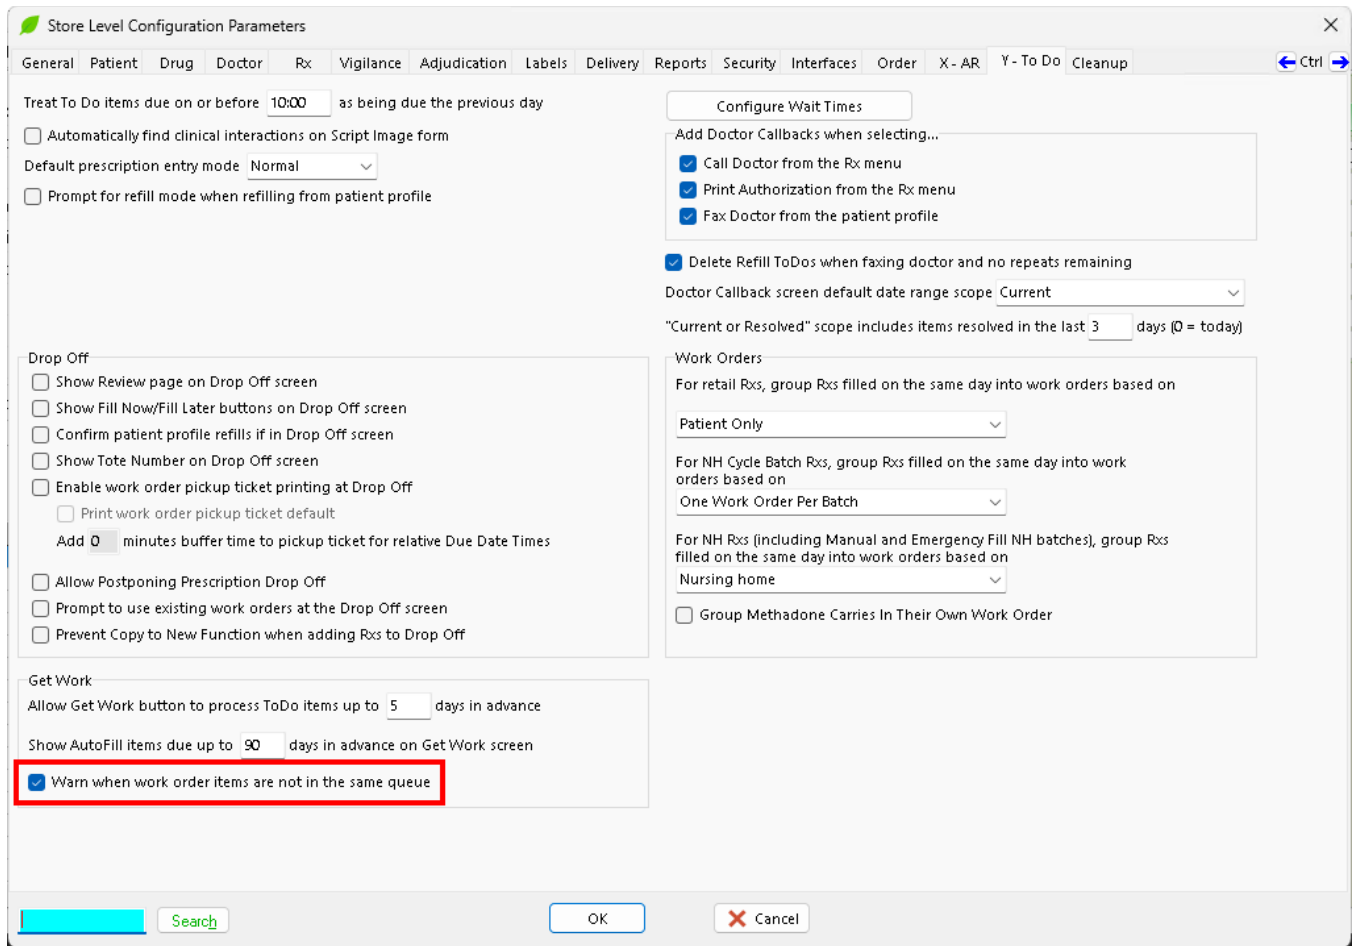 Store Level Configuration Parameters
General Patient Drug Doctor Rx Vigilance Adjudication Labels Delivery Reports Security Interfaces Order X - AR Y - To Do Cleanup Ctrl
Treat To Do items due on or before 10:00 as being due the previous day
Automatically find clinical interactions on Script Image form
Default prescription entry mode Normal
Prompt for refill mode when refilling from patient profile
Configure Wait Times
Add Doctor Callbacks when selecting...
Call Doctor from the Rx menu
Print Authorization from the Rx menu
Fax Doctor from the patient profile
Delete Refill ToDos when faxing doctor and no repeats remaining
Doctor Callback screen default date range scope Current
"Current or Resolved" scope includes items resolved in the last 3 days (0 = today)
Drop Off
Show Review page on Drop Off screen
Show Fill Now/Fill Later buttons on Drop Off screen
Confirm patient profile refills if in Drop Off screen
Show Tote Number on Drop Off screen
Enable work order pickup ticket printing at Drop Off
Print work order pickup ticket default
Add 0 minutes buffer time to pickup ticket for relative Due Date Times
Allow Postponing Prescription Drop Off
Prompt to use existing work orders at the Drop Off screen
Prevent Copy to New Function when adding Rxs to Drop Off
Work Orders
For retail Rxs, group Rxs filled on the same day into work orders based on
Patient Only
For NH Cycle Batch Rxs, group Rxs filled on the same day into work
orders based on
One Work Order Per Batch
For NH Rxs (including Manual and Emergency Fill NH batches), group Rxs
filled on the same day into work orders based on
Nursing home
Group Methadone Carries In Their Own Work Order
Get Work
Allow Get Work button to process ToDo items up to 5 days in advance
Show AutoFill items due up to 90 days in advance on Get Work screen
Warn when work order items are not in the same queue
Search
OK
Cancel